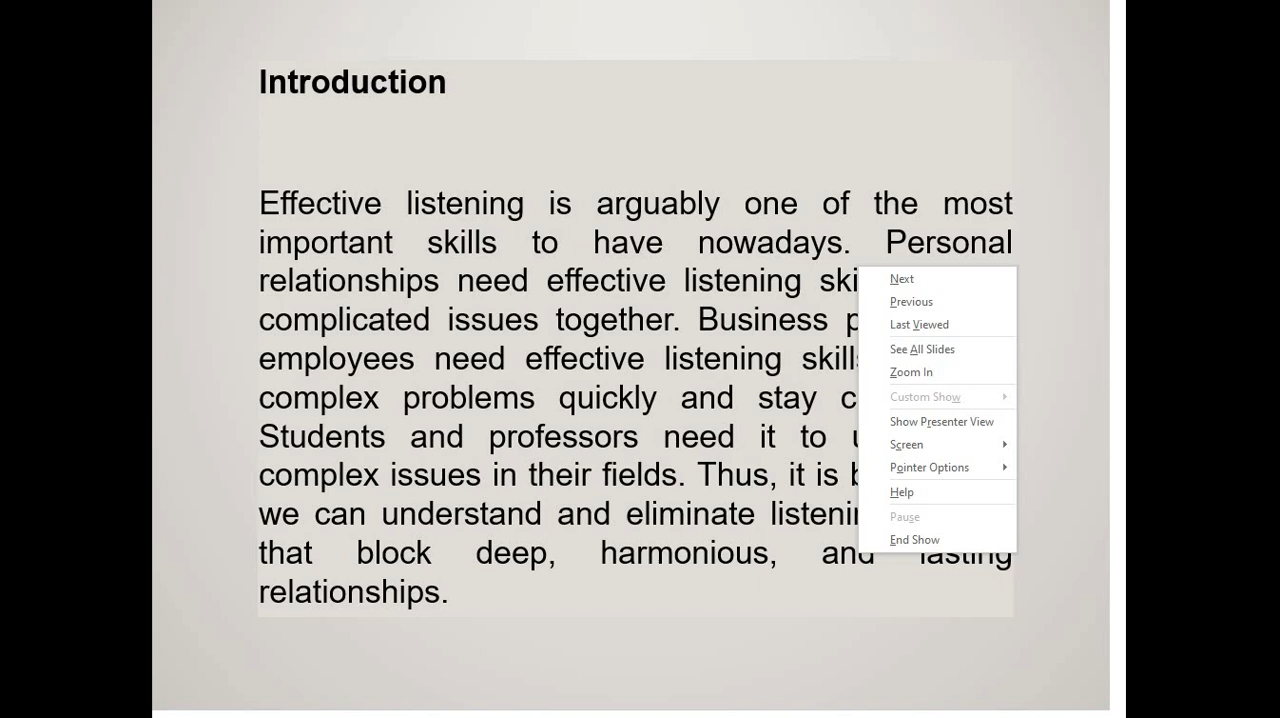 Introduction
Effective listening is arguably one of the most
important skills to have nowadays. Personal
relationships need effective listening
complicated issues together. Business
employees need effective listening
complex problems quickly and stay
Students and professors need it to
complex issues in their fields. Thus, it is
we can understand and eliminate
that block deep, harmonious, and lasting
relationships.
Next
Previous
Last Viewed
See All Slides
Zoom In
Custom Show
Show Presenter View
Screen
Pointer Options
Help
Pause
End Show